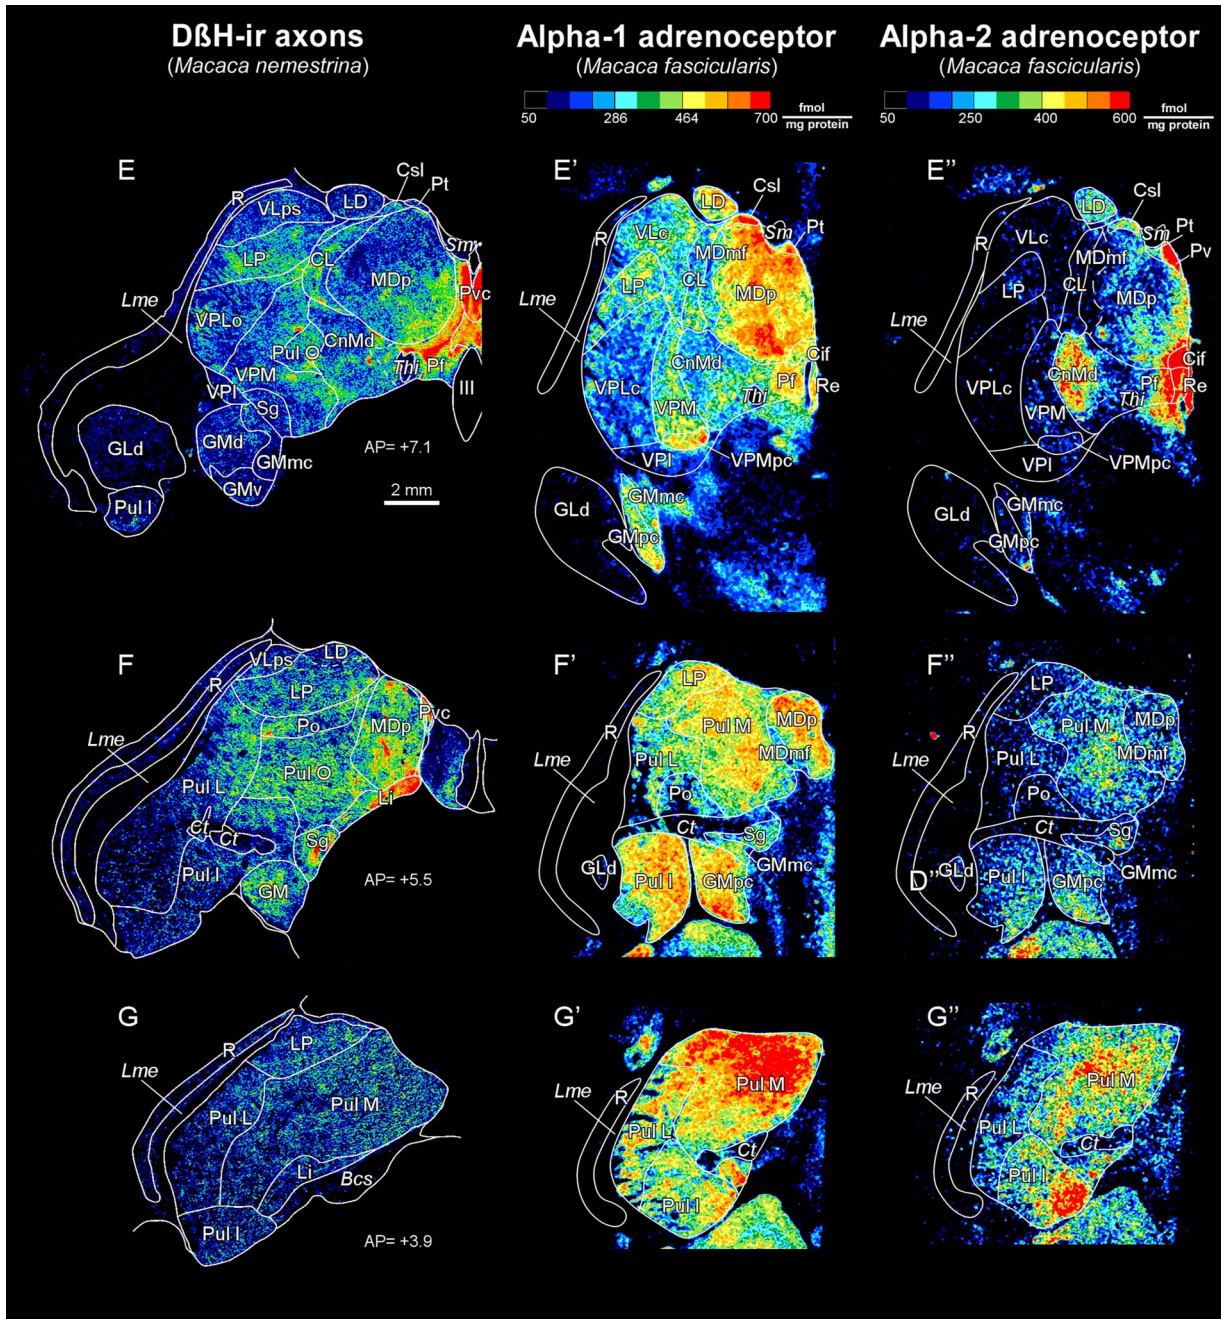 DßH-ir axons
(Macaca nemestrina)
Alpha-1 adrenoceptor
(Macaca fascicularis)
50 286 464 700 fmol
mg protein
Alpha-2 adrenoceptor
(Macaca fascicularis)
50 250 400 600 fmol
mg protein
E
R
VLps
LD
Csl
Pt
Sm
LP
CL
MDp
Pvc
Lme
VPLo
CnMd
Pul O
Thi
Pf
VPM
VPI
III
Sg
GLd
GMd
GMmc
AP= +7.1
GMv
Pul I
2 mm
E'
LD
Csl
R
VLc
Sm
Pt
MDmf
LP
CL
MDp
Lme
CnMd
Cif
VPLc
Pf
Re
Thi
VPM
VPI
VPMpc
GMmc
GLd
GMpc
E''
LD
Csl
R
VLc
Sm
Pt
MDmf
Pv
LP
CL
MDp
Lme
CnMd
Cif
VPLc
Pf
Re
Thi
VPM
VPI
VPMpc
GMmc
GLd
GMpc
F
VLps
LD
R
LP
Pvc
Po
MDp
Lme
Pul L
Pul O
Li
Ct
Ct
Sg
Pul I
GM
AP= +5.5
F'
LP
R
Pul M
MDp
Lme
Pul L
MDmf
Po
Ct
Sg
GLd
Pul I
GMpc
GMmc
F''
LP
R
Pul M
MDp
Lme
Pul L
MDmf
Po
Ct
Sg
D''
GLd
Pul I
GMpc
GMmc
G
R
LP
Lme
Pul L
Pul M
Li
Bcs
Pul I
AP= +3.9
G'
Lme
R
Pul M
Pul L
Ct
Pul I
G''
Lme
R
Pul M
Pul L
Ct
Pul I